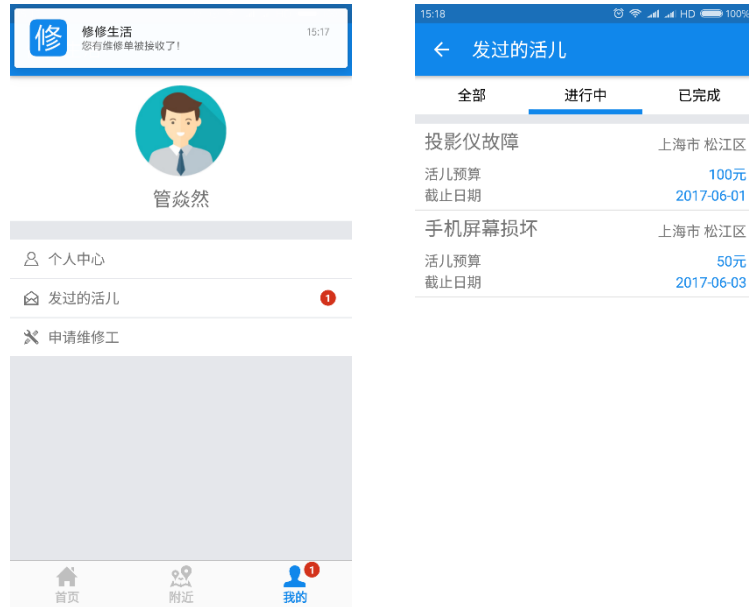 修
修修生活
15:17
您有维修单被接收了!
管焱然
个人中心
发过的活儿
1
申请维修工
1
首页
附近
我的
15:18
HD 100%
发过的活儿
全部 进行中 已完成
投影仪故障 上海市 松江区
活儿预算 100元
截止日期 2017-06-01
手机屏幕损坏 上海市 松江区
活儿预算 50元
截止日期 2017-06-03